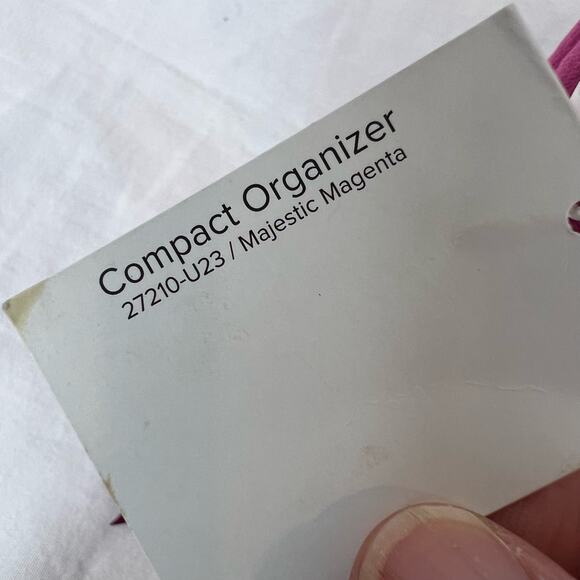 Compact Organizer
27210-U23 / Majestic Magenta